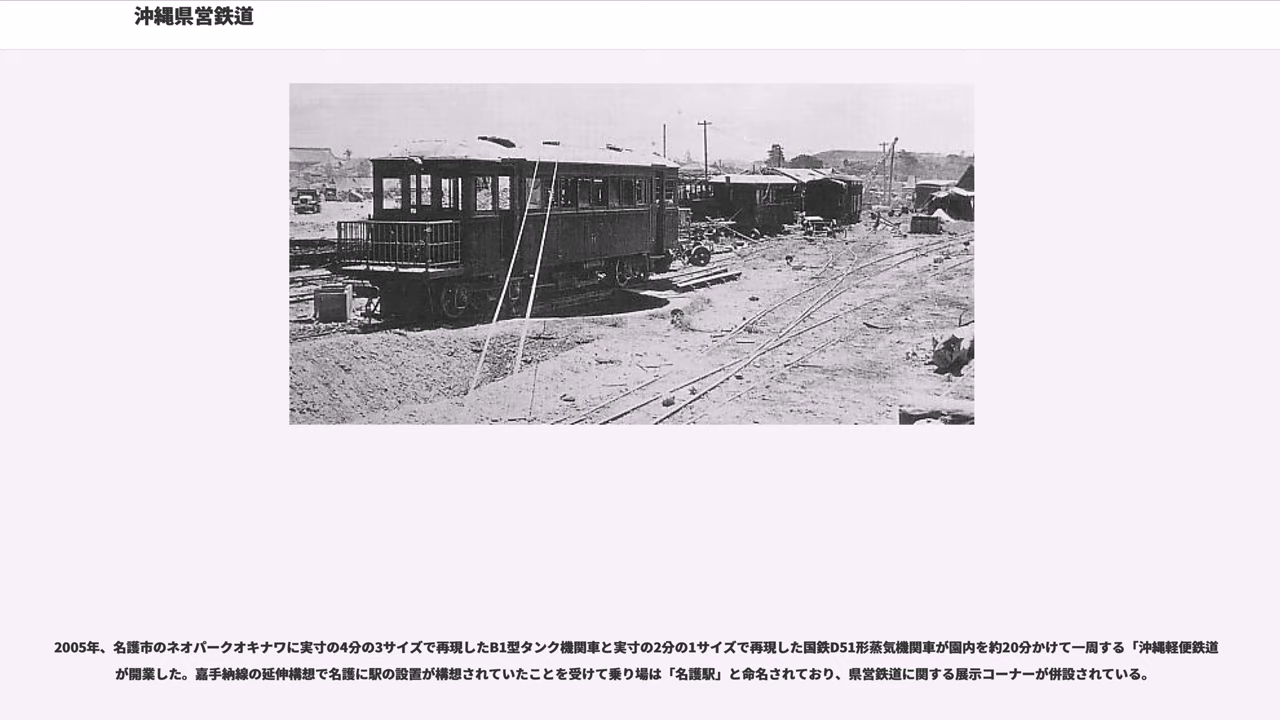 沖縄県営鉄道
2005年、名護市のネオパークオキナワに実寸の4分の3サイズで再現したB1型タンク機関車と実寸の2分の1サイズで再現した国鉄D51形蒸気機関車が園内を約20分かけて一周する「沖縄軽便鉄道
が開業した。嘉手納線の延伸構想で名護に駅の設置が構想されていたことを受けて乗り場は「名護駅」と命名されており、県営鉄道に関する展示コーナーが併設されている。